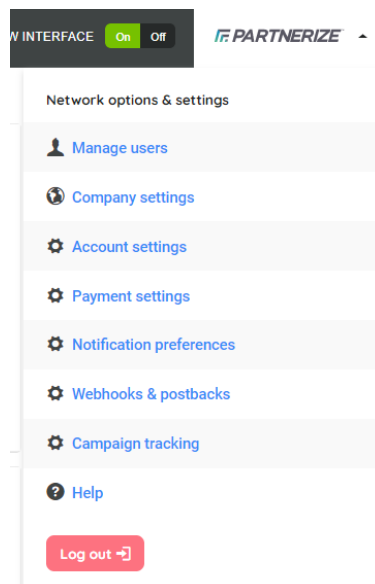 INTERFACE On Off PARTNERIZE
Network options & settings
Manage users
Company settings
Account settings
Payment settings
Notification preferences
Webhooks & postbacks
Campaign tracking
Help
Log out